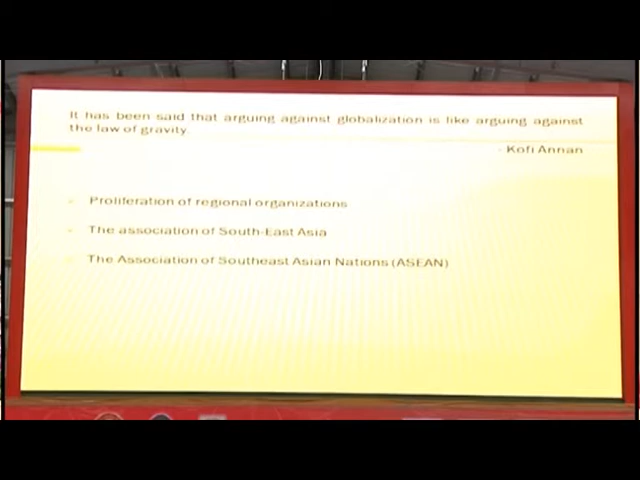 It has been said that arguing against globalization is like arguing against
the law of gravity.
- Kofi Annan
- Proliferation of regional organizations
- The association of South-East Asia
- The Association of Southeast Asian Nations (ASEAN)